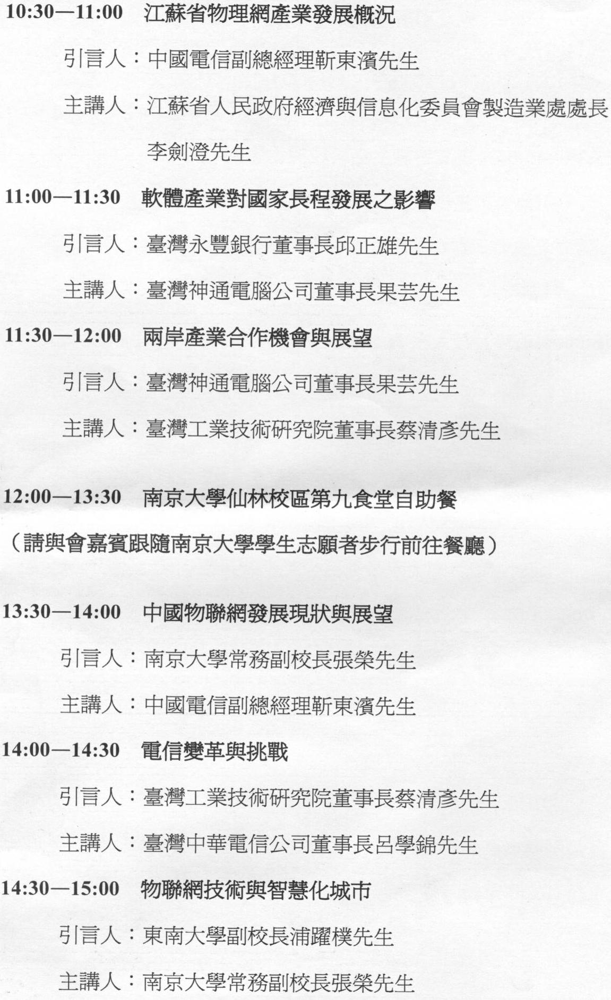 10:30—11:00　江蘇省物理網產業發展概況
引言人：中國電信副總經理靳東濱先生
主講人：江蘇省人民政府經濟與信息化委員會製造業處處長
李劍澄先生
11:00—11:30　軟體產業對國家長程發展之影響
引言人：臺灣永豐銀行董事長邱正雄先生
主講人：臺灣神通電腦公司董事長果芸先生
11:30—12:00　兩岸產業合作機會與展望
引言人：臺灣神通電腦公司董事長果芸先生
主講人：臺灣工業技術研究院董事長蔡清彥先生
12:00—13:30　南京大學仙林校區第九食堂自助餐
（請與會嘉賓跟隨南京大學學生志願者步行前往餐廳）
13:30—14:00　中國物聯網發展現狀與展望
引言人：南京大學常務副校長張榮先生
主講人：中國電信副總經理靳東濱先生
14:00—14:30　電信變革與挑戰
引言人：臺灣工業技術研究院董事長蔡清彥先生
主講人：臺灣中華電信公司董事長呂學錦先生
14:30—15:00　物聯網技術與智慧化城市
引言人：東南大學副校長浦躍樸先生
主講人：南京大學常務副校長張榮先生